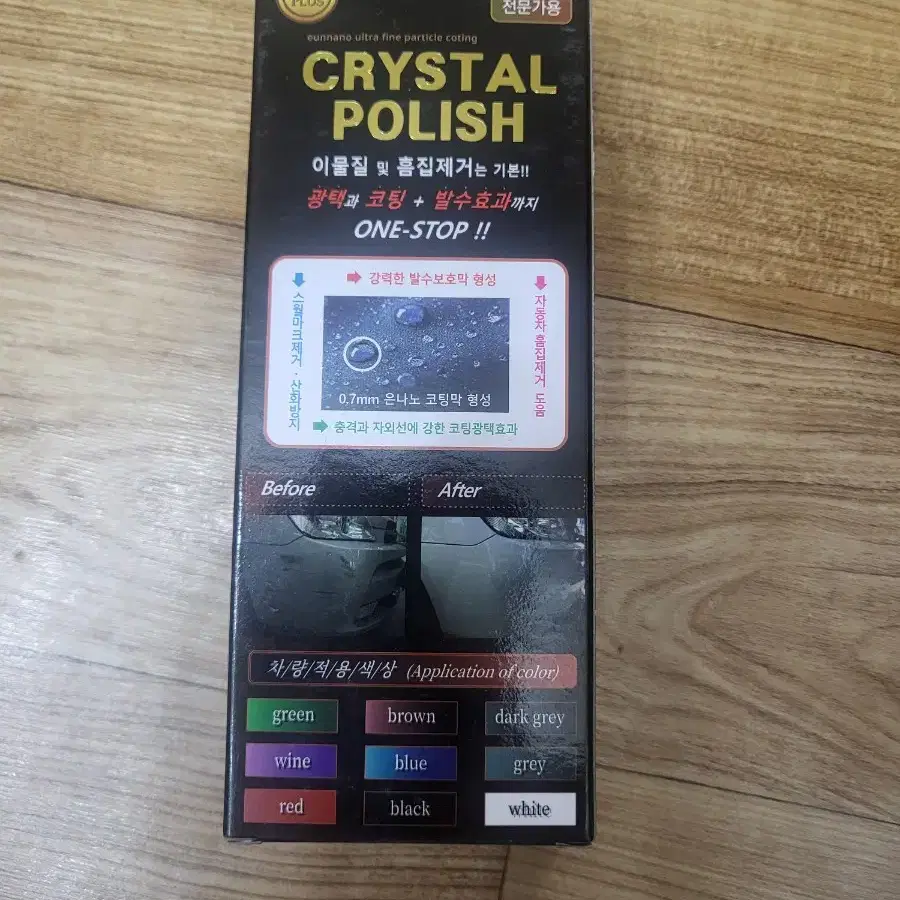 PLUS
전문가용
eunnano ultra fine particle coting
CRYSTAL
POLISH
이물질 및 흠집제거는 기본!!
광택과 코팅 + 발수효과까지
ONE-STOP !!
강력한 발수보호막 형성
스월마크제거 · 산화방지
자동차 흠집제거 도움
0.7mm 은나노 코팅막 형성
충격과 자외선에 강한 코팅광택효과
Before
After
차/량/적/용/색/상 (Application of color)
green brown dark grey
wine blue grey
red black white